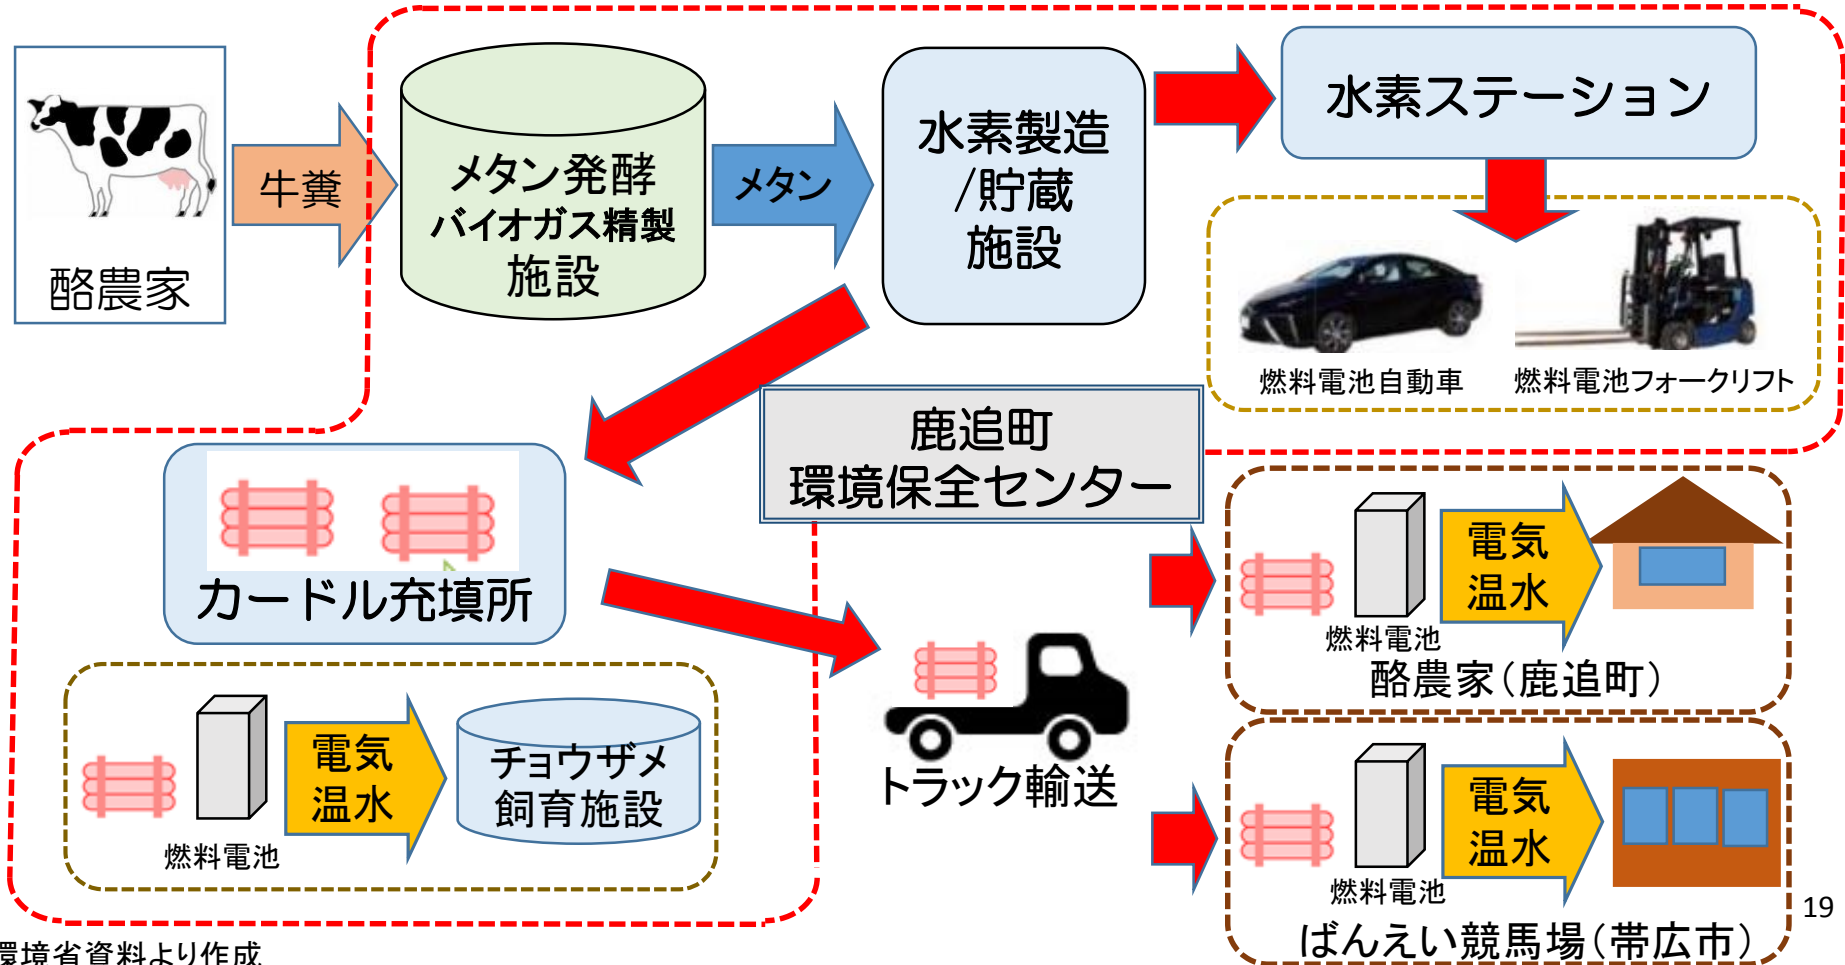 酪農家
牛糞
メタン発酵
バイオガス精製
施設
メタン
水素製造
/貯蔵
施設
水素ステーション
燃料電池自動車
燃料電池フォークリフト
鹿追町
環境保全センター
カードル充填所
燃料電池
電気
温水
チョウザメ
飼育施設
トラック輸送
燃料電池
電気
温水
酪農家(鹿追町)
燃料電池
電気
温水
ばんえい競馬場(帯広市)
19
環境省資料より作成